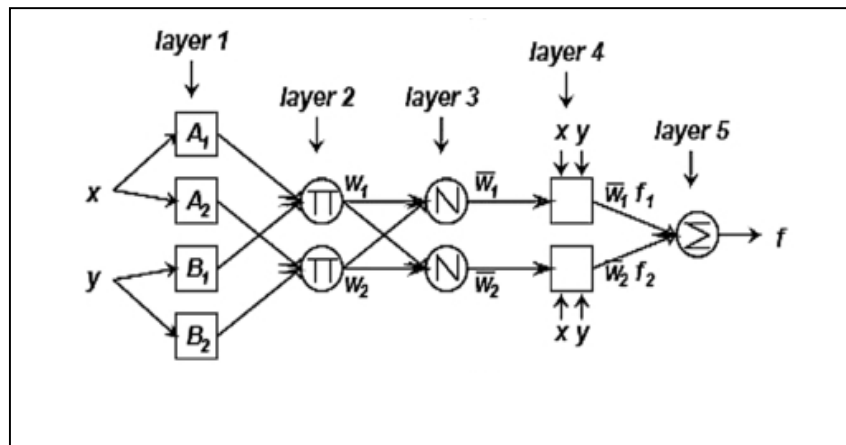 layer 1
layer 4
layer 2
layer 3
x y
layer 5
A₁
x
A₂
∏
w₁
N
w̅₁
w̅₁ f₁
∑
f
y
B₁
∏
w₂
N
w̅₂
w̅₂ f₂
B₂
x y